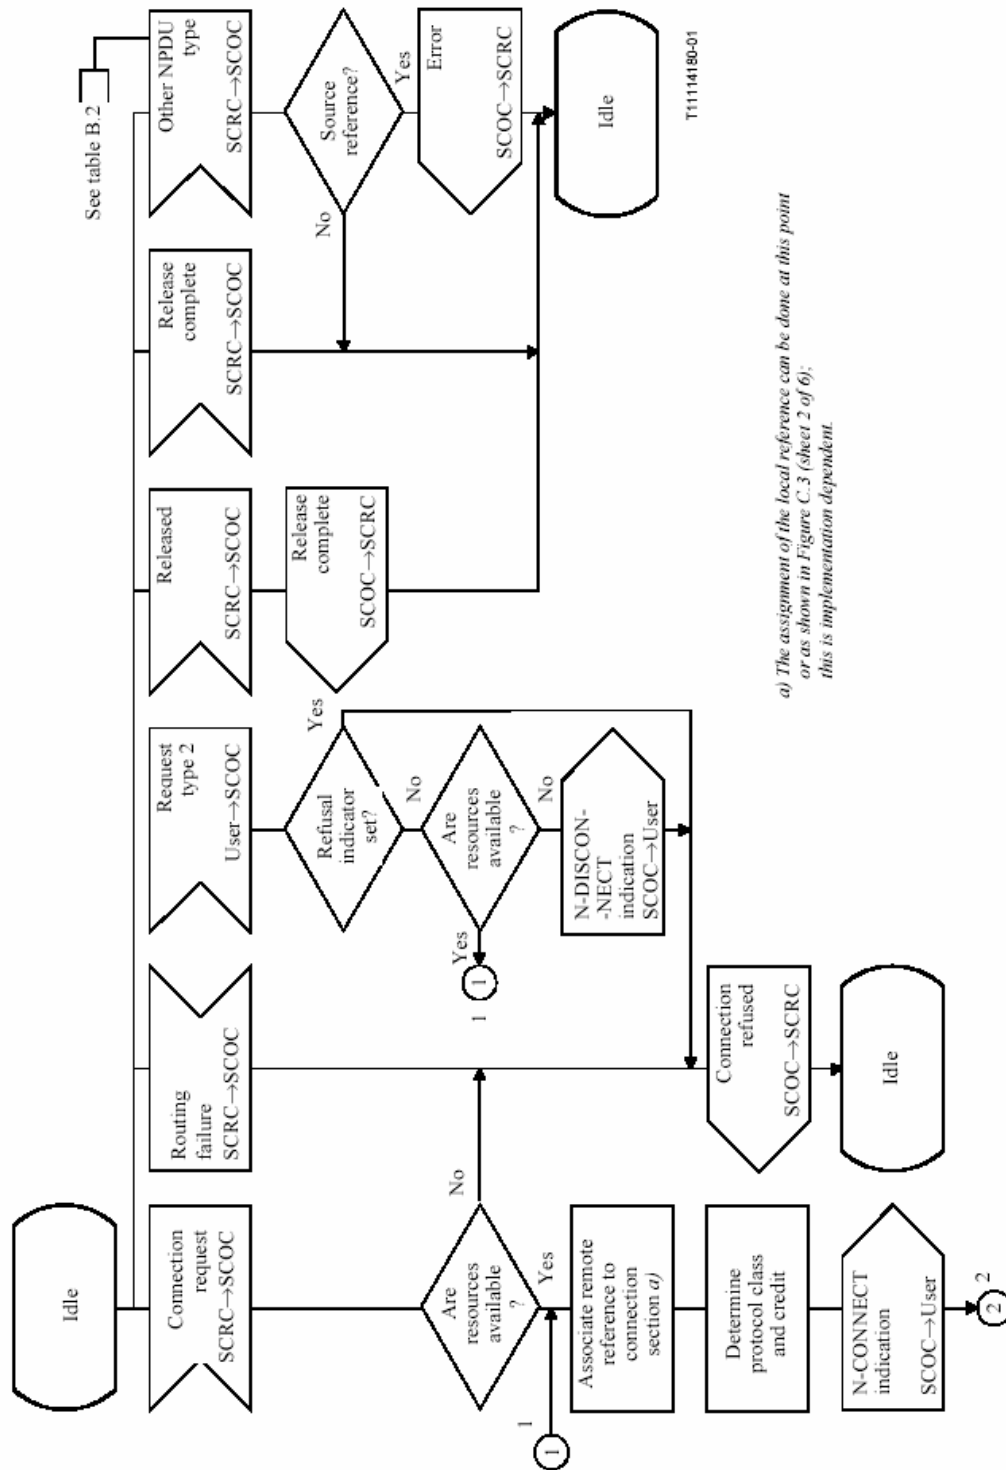 Idle
Connection
request
SCRC→SCOC
Routing
failure
SCRC→SCOC
Request
type 2
User→SCOC
Released
SCRC→SCOC
Release
complete
SCRC→SCOC
See table B.2
Other NPDU
type
SCRC→SCOC
Refusal
indicator
set?
Yes
No
Release
complete
SCOC→SCRC
Source
reference?
No
Yes
Are
resources
available
?
No
Yes
Are
resources
available
?
Yes
No
1
1
Error
SCOC→SCRC
1
1
Associate remote
reference to
connection
section a)
N-DISCON-
-NECT
indication
SCOC→User
Idle
Determine
protocol class
and credit
Connection
refused
SCOC→SCRC
T11114180-01
N-CONNECT
indication
SCOC→User
Idle
2
2
a) The assignment of the local reference can be done at this point
or as shown in Figure C.3 (sheet 2 of 6);
this is implementation dependent.